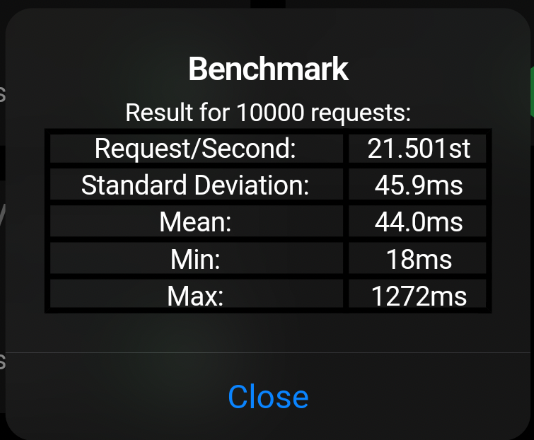 Benchmark
Result for 10000 requests:
Request/Second: 21.501st
Standard Deviation: 45.9ms
Mean: 44.0ms
Min: 18ms
Max: 1272ms
Close